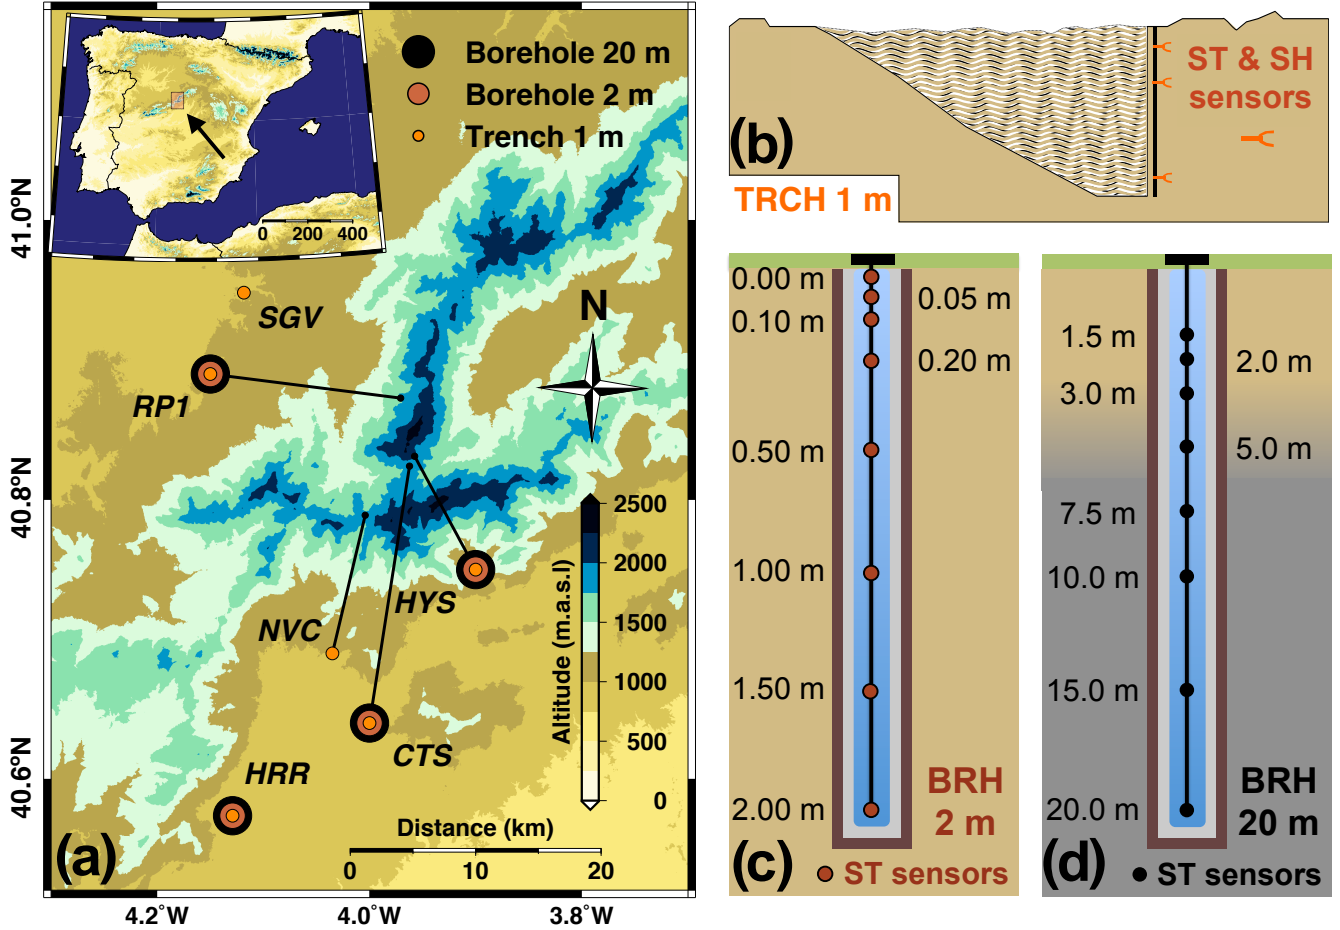 Borehole 20 m
Borehole 2 m
Trench 1 m
0 200 400
41.0°N
40.8°N
40.6°N
SGV
N
RP1
HYS
NVC
CTS
HRR
Altitude (m.a.s.l)
2500
2000
1500
1000
500
0
Distance (km)
0 10 20
(a)
4.2°W 4.0°W 3.8°W
(b)
ST & SH
sensors
TRCH 1 m
0.00 m
0.05 m
0.10 m
0.20 m
0.50 m
1.00 m
1.50 m
2.00 m
BRH
2 m
(c)
ST sensors
1.5 m
2.0 m
3.0 m
5.0 m
7.5 m
10.0 m
15.0 m
20.0 m
BRH
20 m
(d)
ST sensors